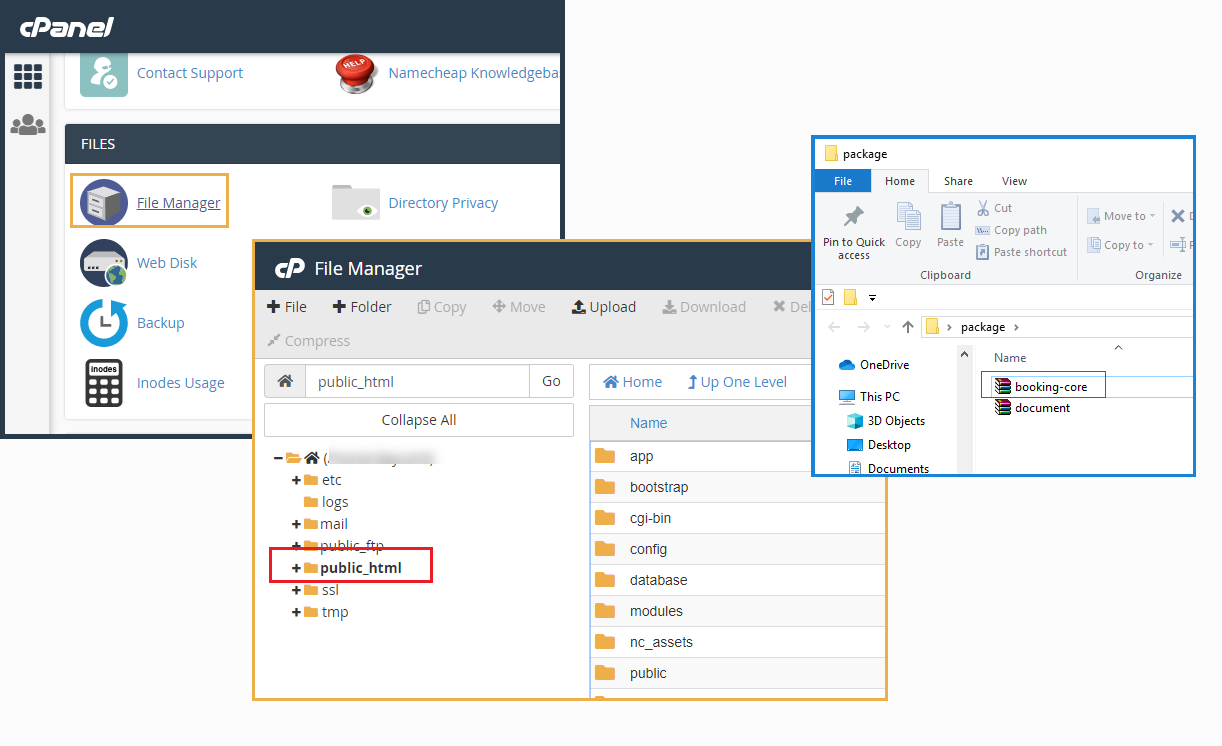 cPanel
Contact Support
HELP
Namecheap Knowledgeba
FILES
File Manager
Directory Privacy
Web Disk
Backup
inodes
Inodes Usage
cP File Manager
File Folder Copy Move Upload Download Del
Compress
public_html Go
Home Up One Level
Collapse All
Name
etc
logs
mail
public_ftp
public_html
ssl
tmp
app
bootstrap
cgi-bin
config
database
modules
nc_assets
public
package
File Home Share View
Pin to Quick access
Copy
Paste
Cut
Copy path
Paste shortcut
Move to
Copy to
D
Clipboard
Organize
package
OneDrive
This PC
3D Objects
Desktop
Documents
Name
booking-core
document